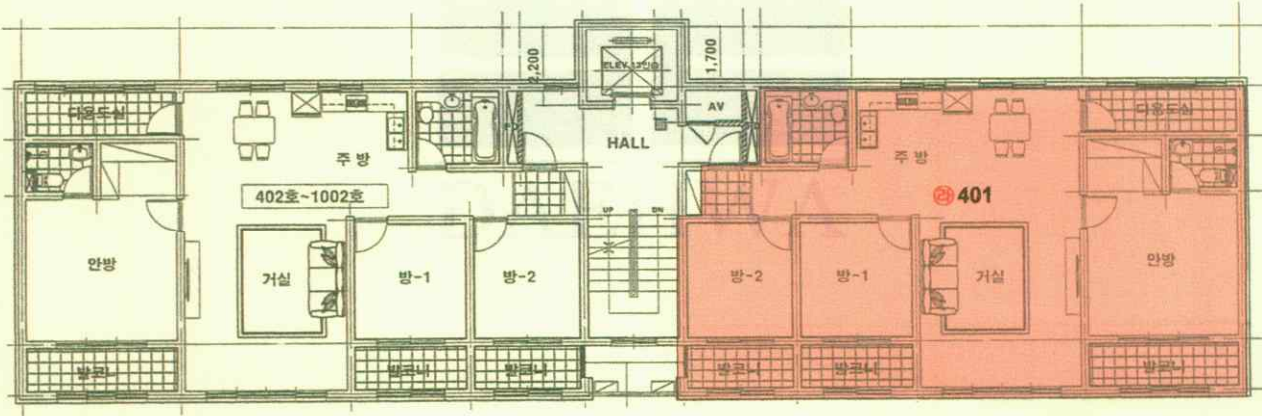 2,200
1,700
ELEV.
AV
HALL
다용도실
주방
402호~1002호
안방
거실
방-1
방-2
UP
DN
발코니
발코니
발코니
다용도실
주방
라 401
방-2
방-1
거실
안방
발코니
발코니
발코니